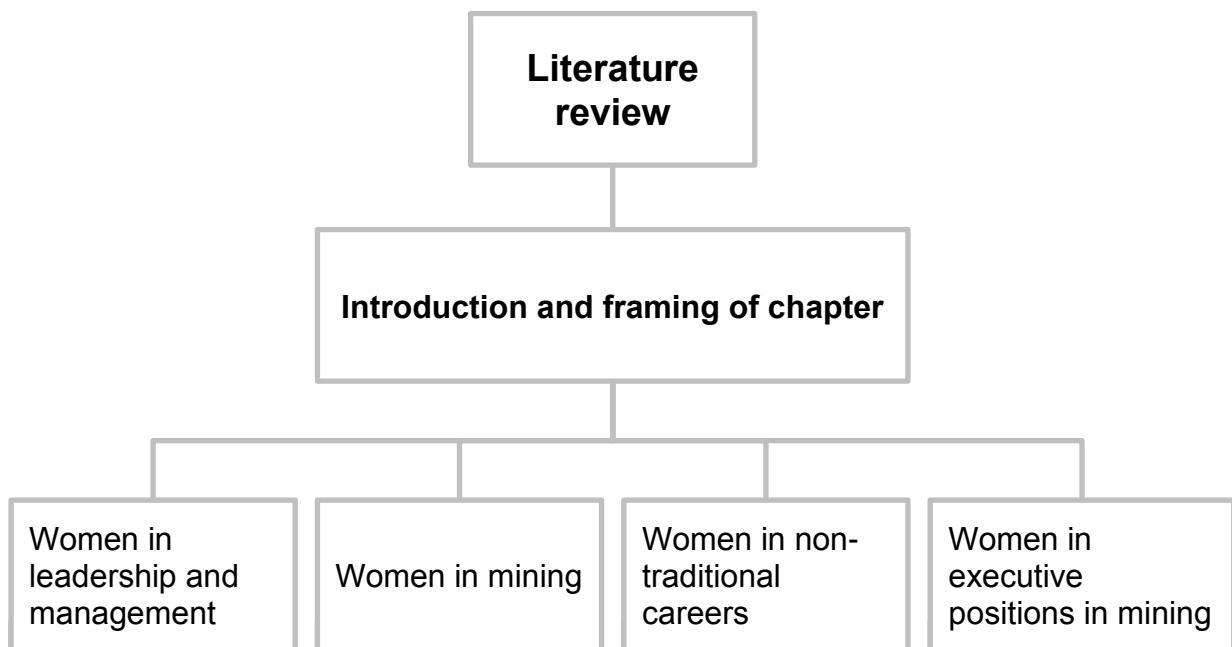 Literature
review
Introduction and framing of chapter
Women in
leadership and
management
Women in mining
Women in non-
traditional
careers
Women in
executive
positions in mining